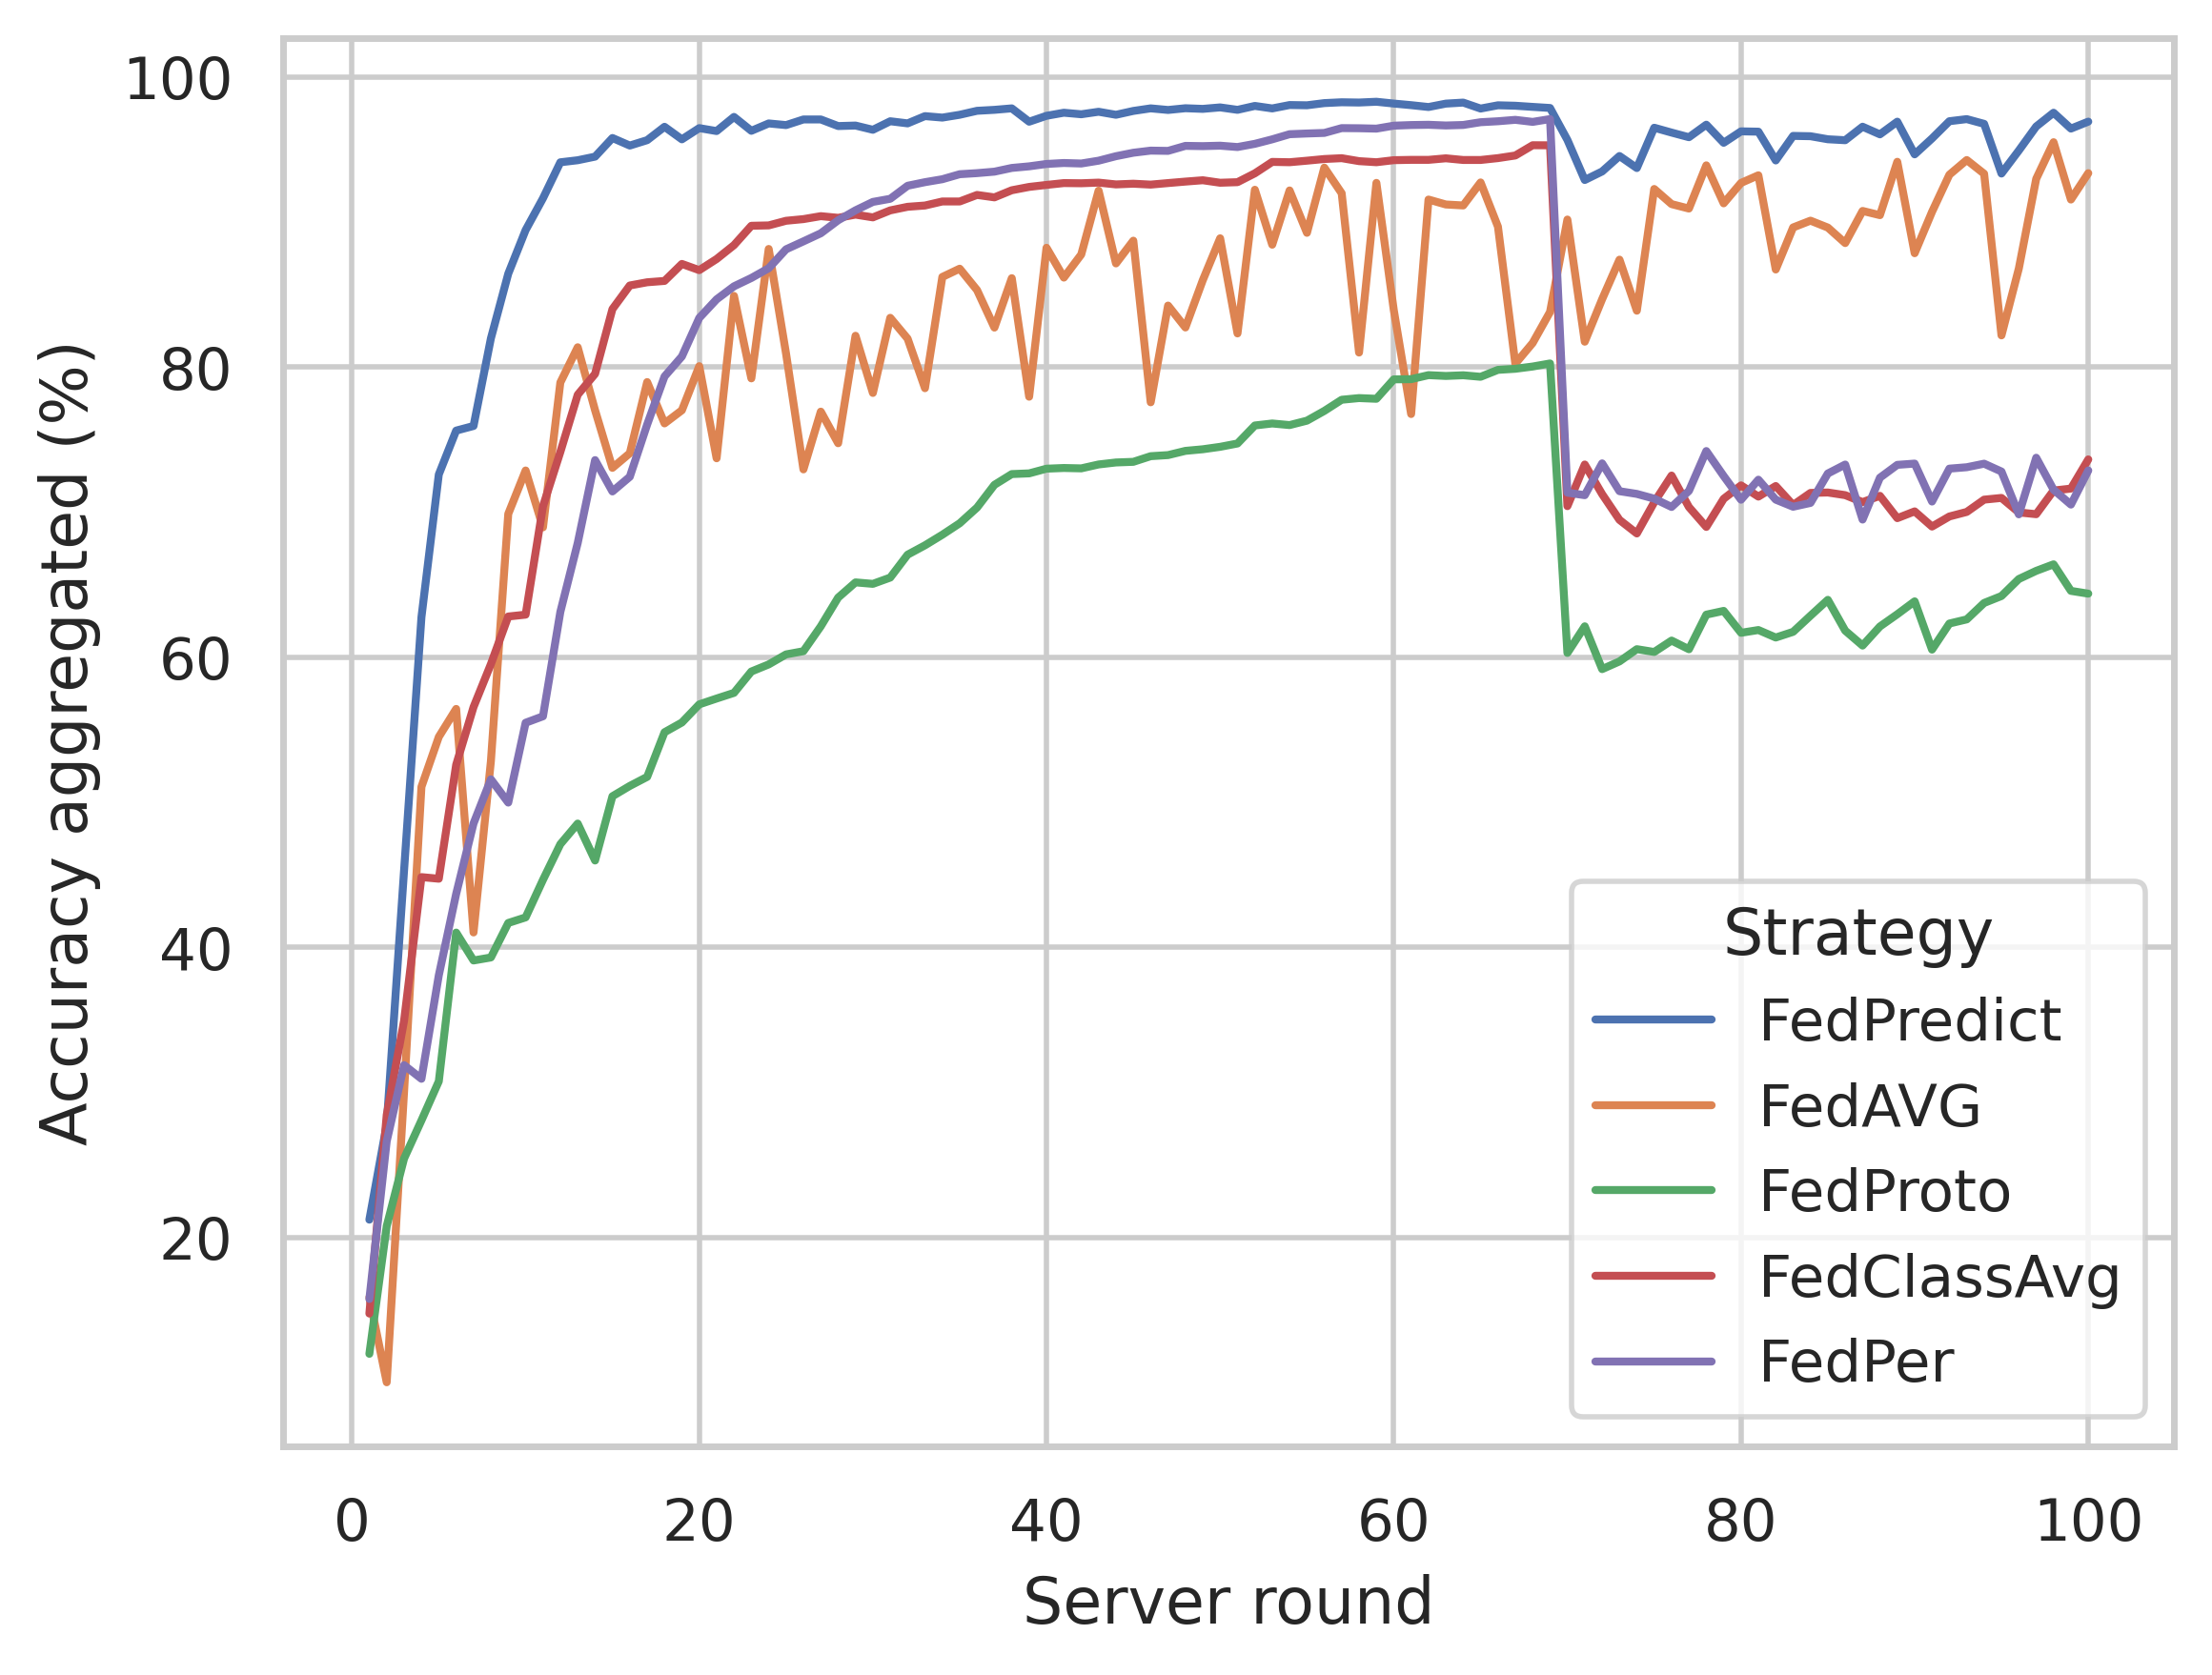 100
80
60
40
20
Accuracy aggregated (%)
Strategy
FedPredict
FedAVG
FedProto
FedClassAvg
FedPer
0 20 40 60 80 100
Server round